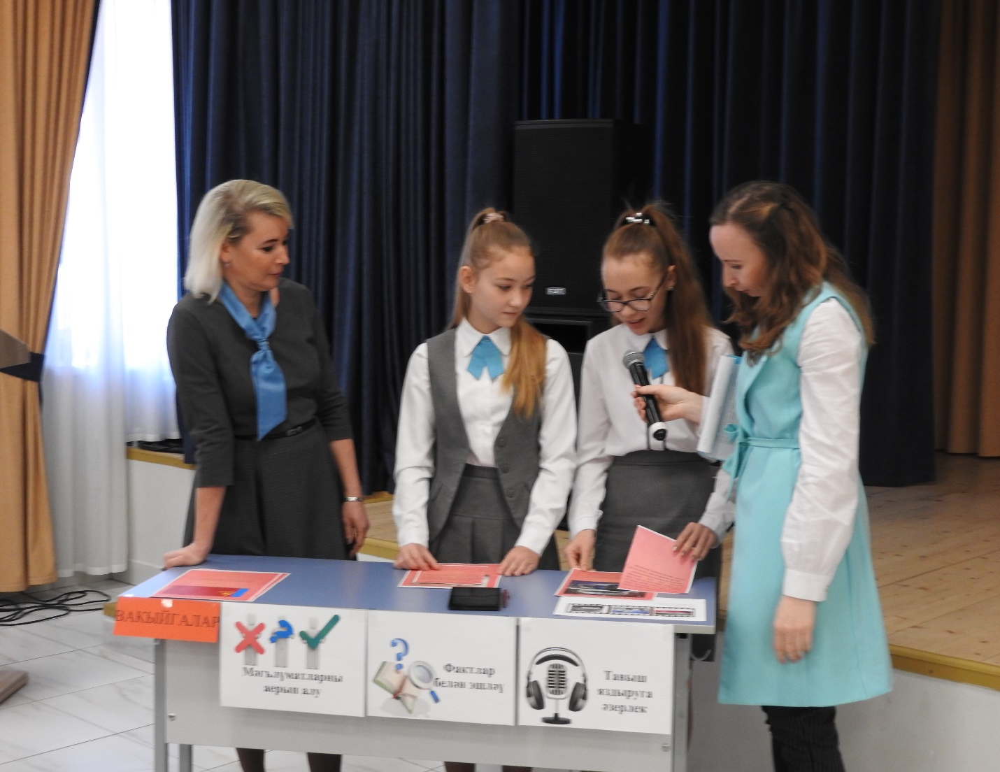 ВАКЫЙГАЛАР
Мәгълүматларны
аерып алу
Фактлар
белән эшләү
Тавыш
яздыруга
әзерлек